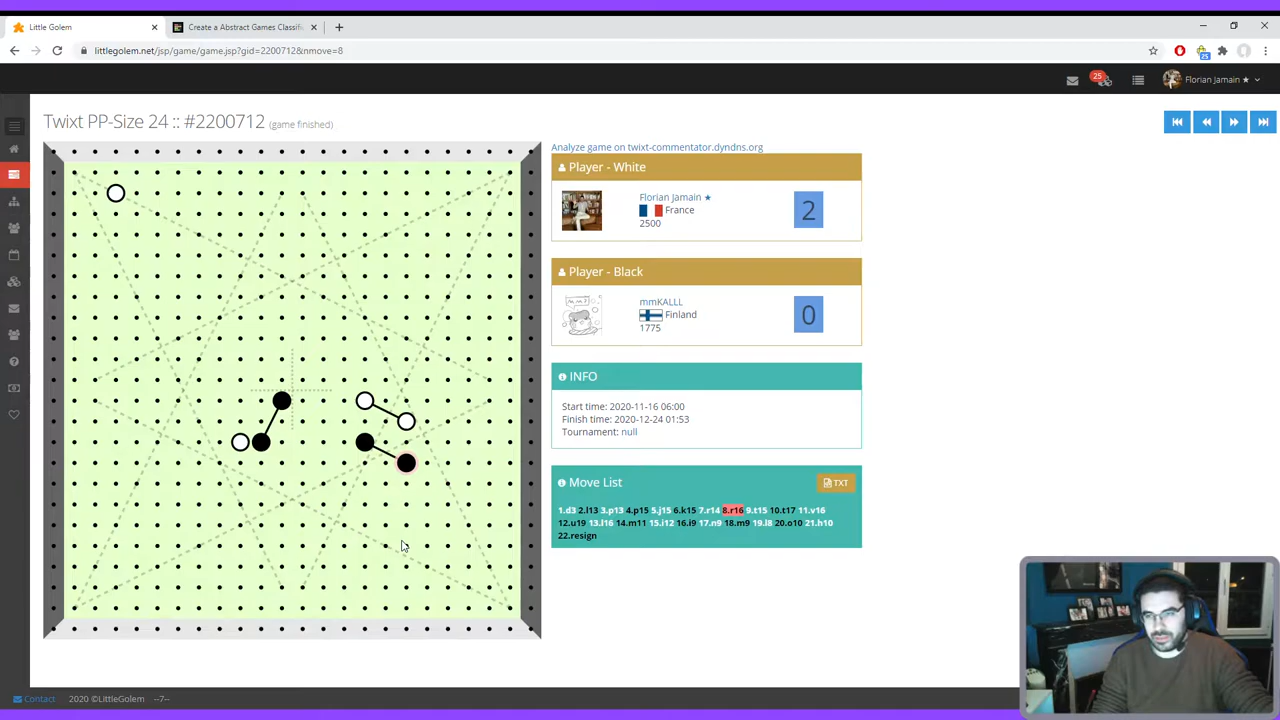 Little Golem
Create a Abstract Games Classifi
littlegolem.net/jsp/game/game.jsp?gid=2200712&nmove=8
25
25
Florian Jamain ★
Twixt PP-Size 24 :: #2200712 (game finished)
Analyze game on twixt-commentator.dyndns.org
Player - White
Florian Jamain ★
France
2500
2
Player - Black
mmKALLL
Finland
1775
0
INFO
Start time: 2020-11-16 06:00
Finish time: 2020-12-24 01:53
Tournament: null
Move List
TXT
1.d3 2.l13 3.p13 4.p15 5.j15 6.k15 7.r14 8.r16 9.t15 10.t17 11.v16
12.u19 13.l16 14.m11 15.i12 16.i9 17.n9 18.m9 19.l8 20.o10 21.h10
22.resign
Contact
2020 ©LittleGolem --7--